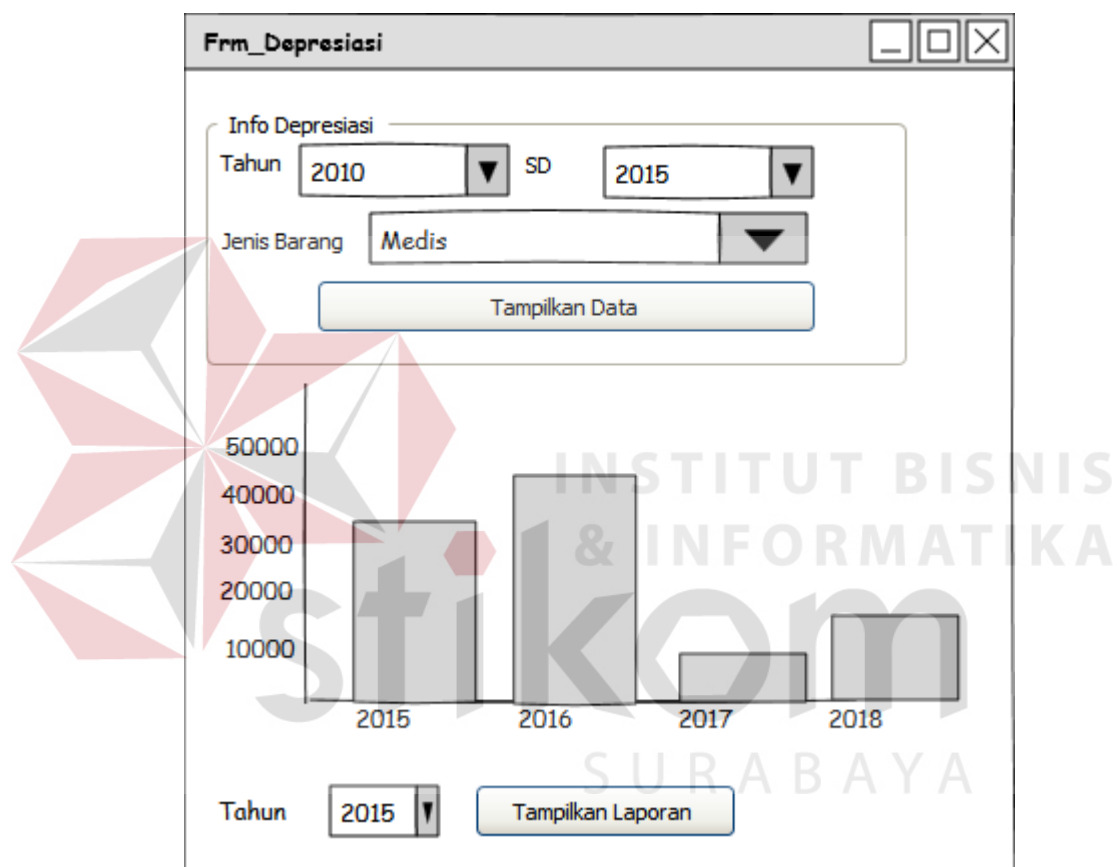 Frm_Depresiasi
Info Depresiasi
Tahun 2010 SD 2015
Jenis Barang Medis
Tampilkan Data
50000
40000
30000
20000
10000
2015 2016 2017 2018
Tahun 2015 Tampilkan Laporan
INSTITUT BISNIS
& INFORMATIKA
stikom
SURABAYA